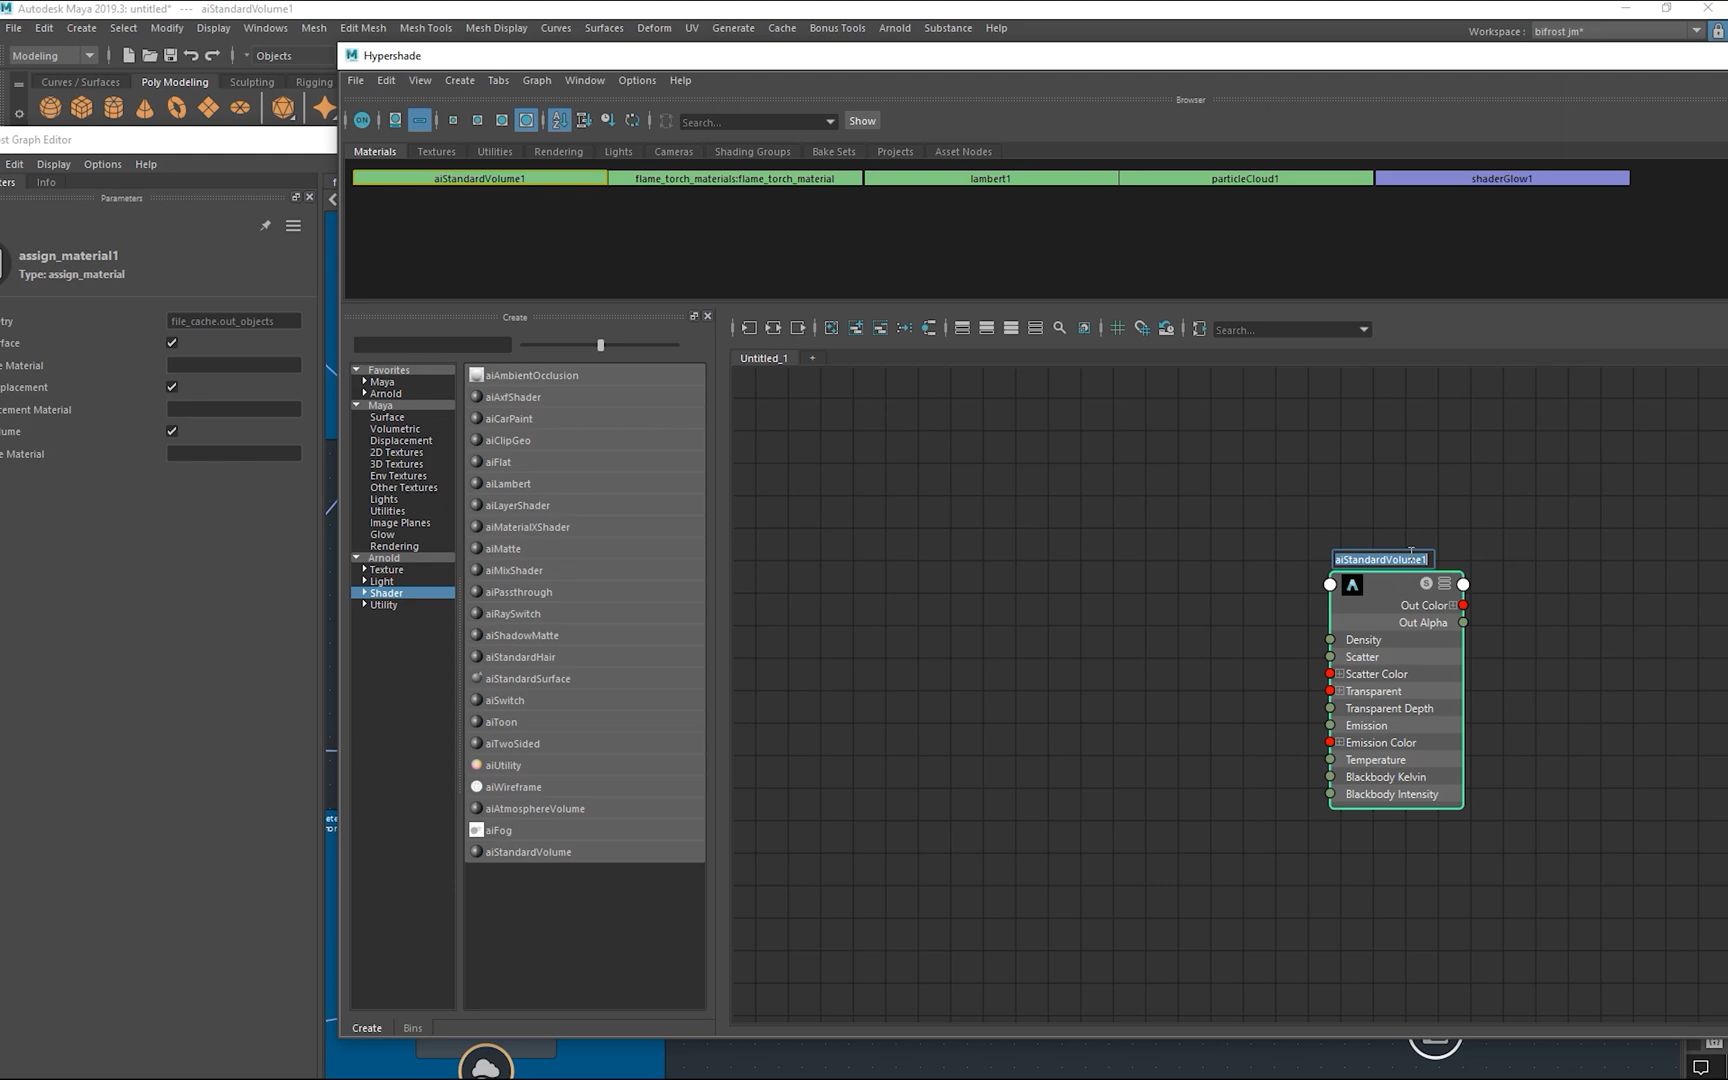 Autodesk Maya 2019.3: untitled* --- aiStandardVolume1
File Edit Create Select Modify Display Windows Mesh Edit Mesh Mesh Tools Mesh Display Curves Surfaces Deform UV Generate Cache Bonus Tools Arnold Substance Help Workspace : bifrost jm*
Modeling Objects
Curves / Surfaces Poly Modeling Sculpting Rigging
Hypershade
File Edit View Create Tabs Graph Window Options Help
Browser
ON Search... Show
Materials Textures Utilities Rendering Lights Cameras Shading Groups Bake Sets Projects Asset Nodes
aiStandardVolume1 flame_torch_materials:flame_torch_material lambert1 particleCloud1 shaderGlow1
st Graph Editor
Edit Display Options Help
ters Info
Parameters
assign_material1
Type: assign_material
try file_cache.out_objects
rface
e Material
placement
cement Material
ume
e Material
Create
Favorites
Maya
Arnold
Maya
Surface
Volumetric
Displacement
2D Textures
3D Textures
Env Textures
Other Textures
Lights
Utilities
Image Planes
Glow
Rendering
Arnold
Texture
Light
Shader
Utility
aiAmbientOcclusion
aiAxfShader
aiCarPaint
aiClipGeo
aiFlat
aiLambert
aiLayerShader
aiMaterialXShader
aiMatte
aiMixShader
aiPassthrough
aiRaySwitch
aiShadowMatte
aiStandardHair
aiStandardSurface
aiSwitch
aiToon
aiTwoSided
aiUtility
aiWireframe
aiAtmosphereVolume
aiFog
aiStandardVolume
Create Bins
Search...
Untitled_1 +
aiStandardVolume1
S
Out Color
Out Alpha
Density
Scatter
Scatter Color
Transparent
Transparent Depth
Emission
Emission Color
Temperature
Blackbody Kelvin
Blackbody Intensity